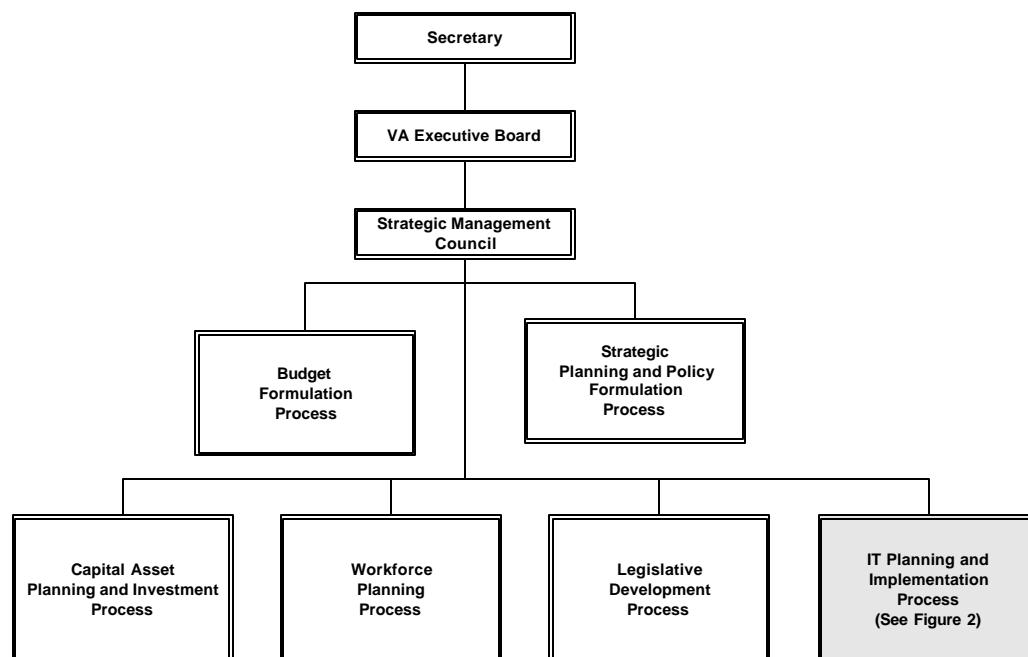 Secretary
VA Executive Board
Strategic Management
Council
Budget
Formulation
Process
Strategic
Planning and Policy
Formulation
Process
Capital Asset
Planning and Investment
Process
Workforce
Planning
Process
Legislative
Development
Process
IT Planning and
Implementation
Process
(See Figure 2)